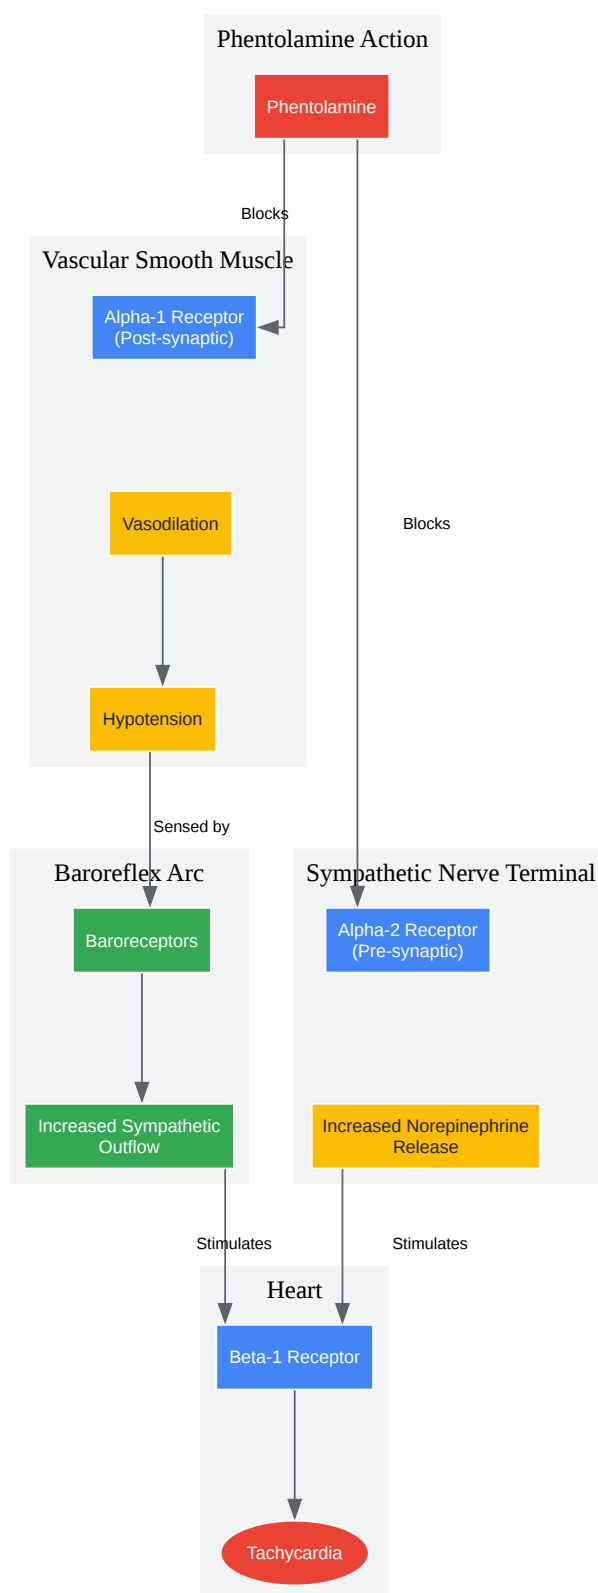 Phentolamine Action
Phentolamine
Blocks
Vascular Smooth Muscle
Alpha-1 Receptor
(Post-synaptic)
Vasodilation
Blocks
Hypotension
Sensed by
Baroreflex Arc
Sympathetic Nerve Terminal
Baroreceptors
Alpha-2 Receptor
(Pre-synaptic)
Increased Sympathetic
Outflow
Increased Norepinephrine
Release
Stimulates
Stimulates
Heart
Beta-1 Receptor
Tachycardia